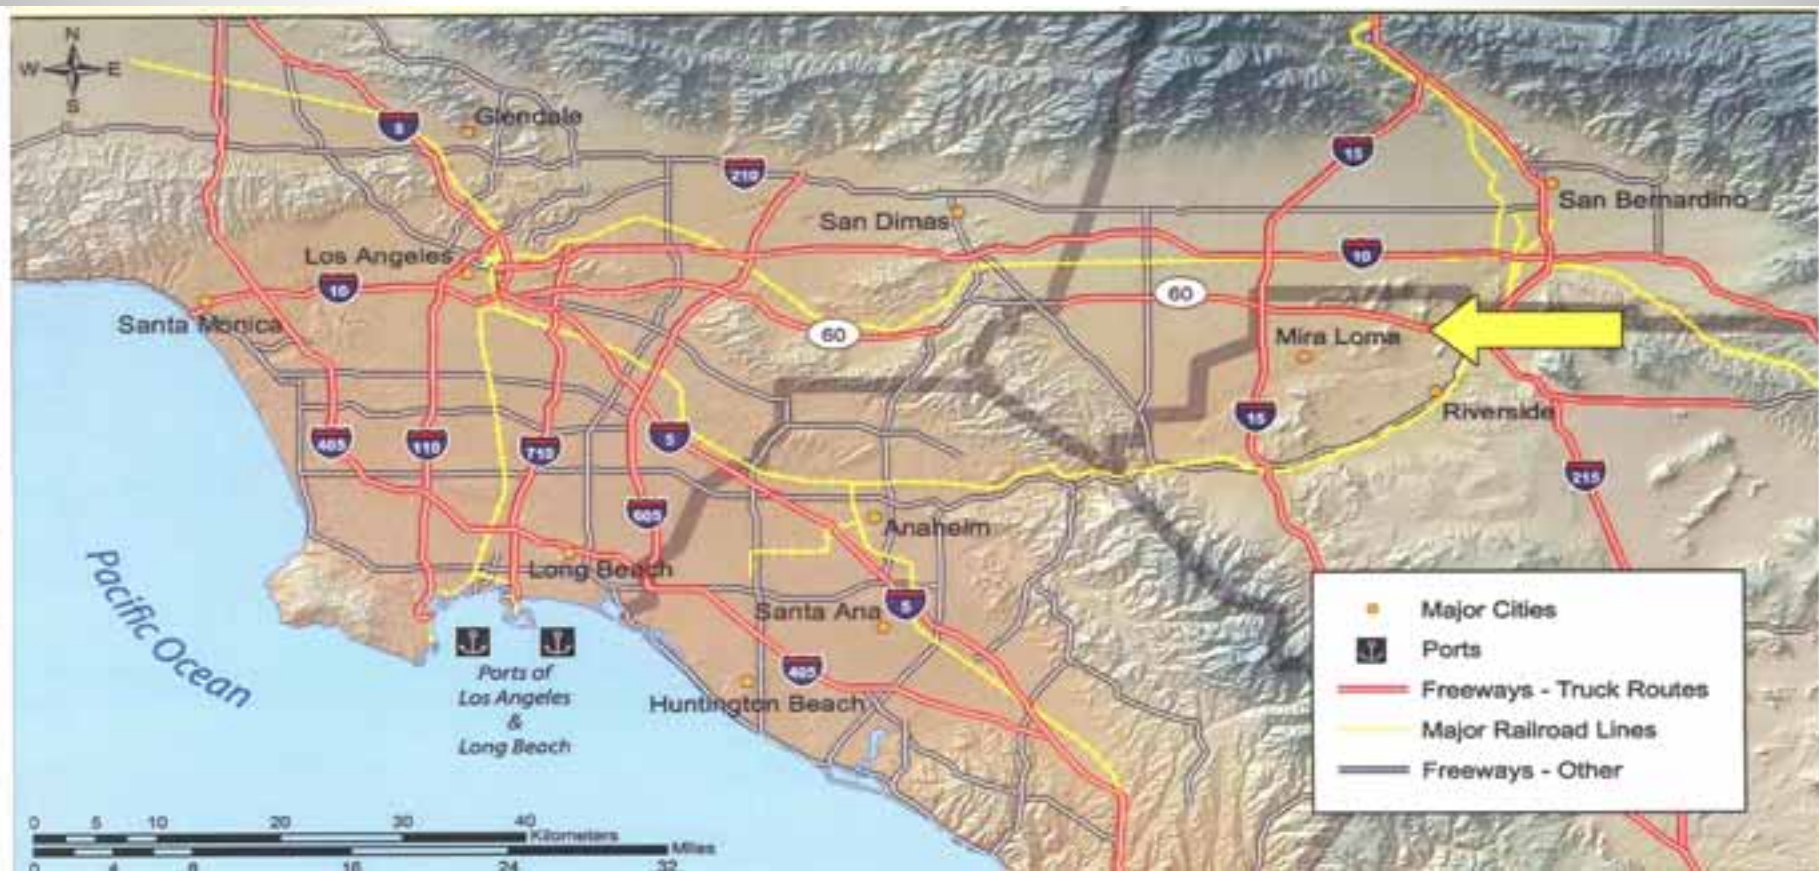 N
W E
S
Glendale
5
210
15
San Dimas
San Bernardino
Los Angeles
10
10
60
Santa Monica
60
Mira Loma
Riverside
405
110
710
5
15
215
605
Anaheim
Long Beach
Santa Ana
5
Pacific Ocean
Ports of
Los Angeles
&
Long Beach
405
Huntington Beach
Major Cities
Ports
Freeways - Truck Routes
Major Railroad Lines
Freeways - Other
0 5 10 20 30 40
Kilometers
Miles
0 4 8 16 24 32